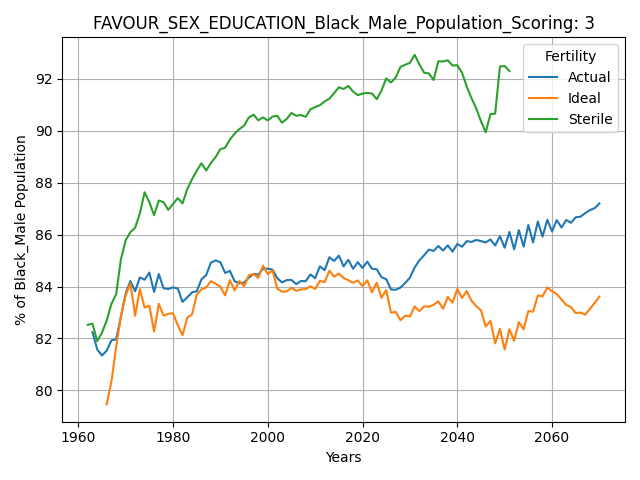 FAVOUR_SEX_EDUCATION_Black_Male_Population_Scoring: 3
% of Black_Male Population
92
90
88
86
84
82
80
Fertility
Actual
Ideal
Sterile
1960 1980 2000 2020 2040 2060
Years